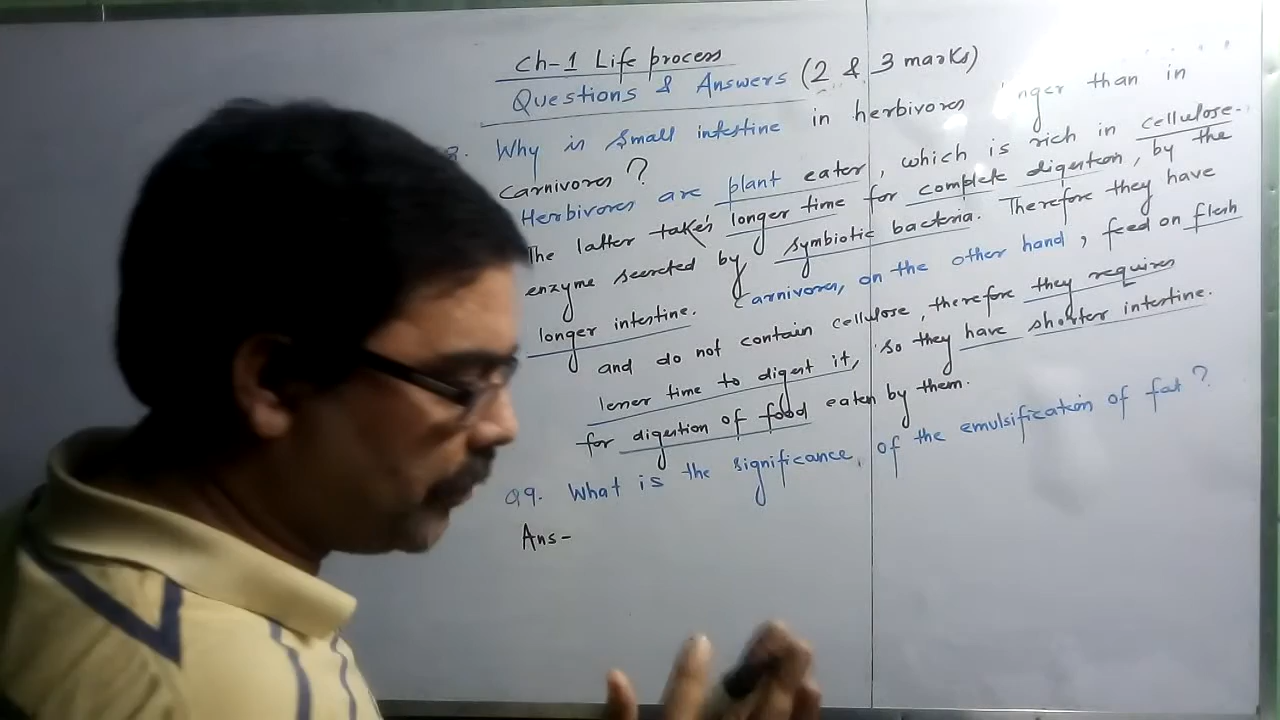 Ch-1 Life process
Questions & Answers (2 & 3 marks)
Why is small intestine in herbivores nger than in
Carnivores?
Herbivores are plant eater, which is rich in cellulose.
The latter takes longer time for complete digestion, by the
enzyme secreted by symbiotic bacteria. Therefore they have
longer intestine. Carnivores, on the other hand, feed on flesh
and do not contain cellulose, therefore they requires
lesser time to digest it, so they have shorter intestine.
for digestion of food eaten by them.
Q9. What is the significance of the emulsification of fat?
Ans-